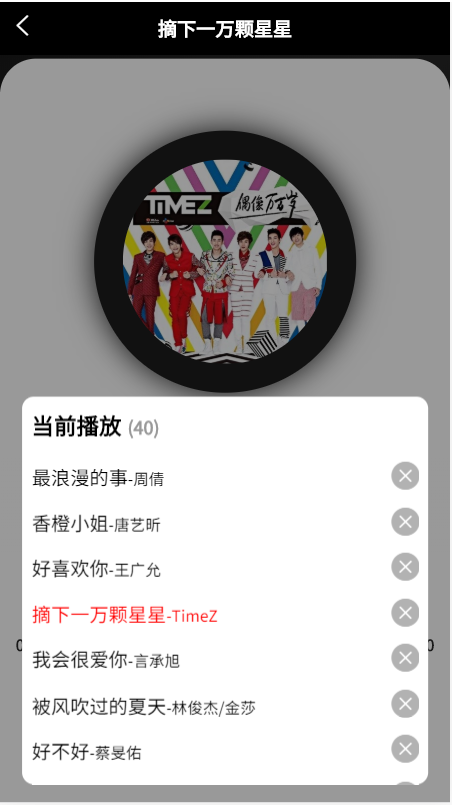 摘下一万颗星星
TIMEZ
偶像万万岁
当前播放 (40)
最浪漫的事-周倩
香橙小姐-唐艺昕
好喜欢你-王广允
摘下一万颗星星-TimeZ
我会很爱你-言承旭
被风吹过的夏天-林俊杰/金莎
好不好-蔡旻佑